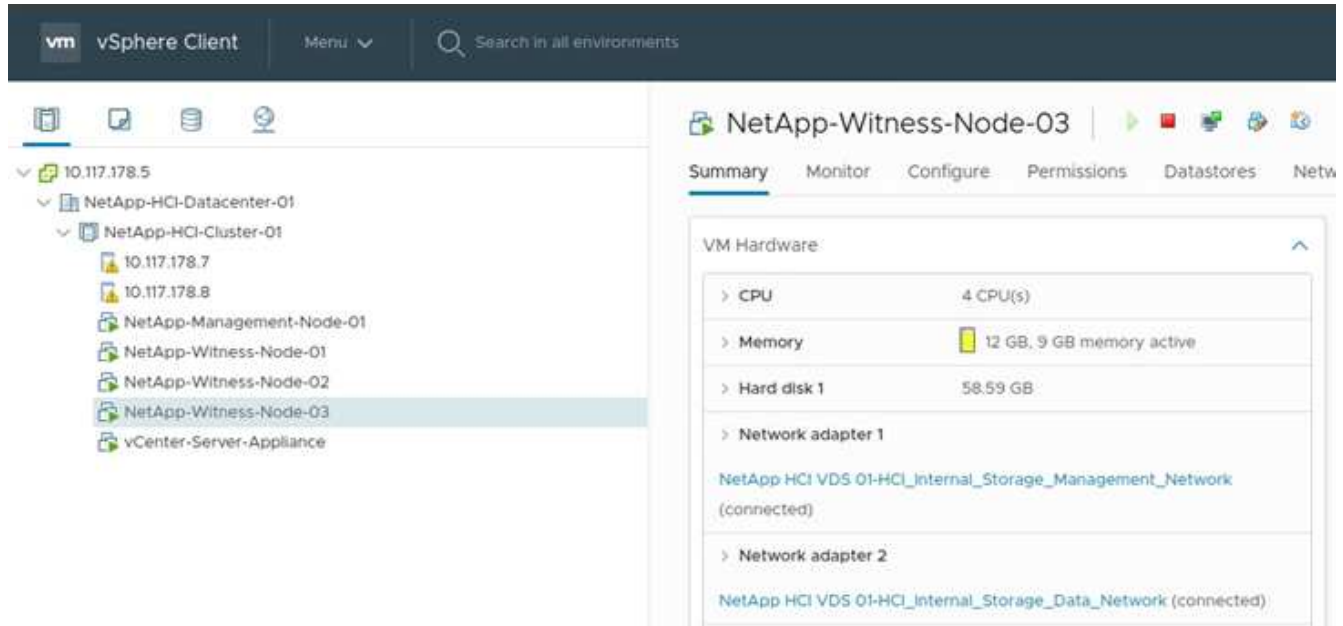 vm vSphere Client Menu Search in all environments
10.117.178.5
NetApp-HCI-Datacenter-01
NetApp-HCI-Cluster-01
10.117.178.7
10.117.178.8
NetApp-Management-Node-01
NetApp-Witness-Node-01
NetApp-Witness-Node-02
NetApp-Witness-Node-03
vCenter-Server-Appliance
NetApp-Witness-Node-03
Summary Monitor Configure Permissions Datastores Netw
VM Hardware
CPU 4 CPU(s)
Memory 12 GB, 9 GB memory active
Hard disk 1 58.59 GB
Network adapter 1
NetApp HCI VDS 01-HCI_Internal_Storage_Management_Network
(connected)
Network adapter 2
NetApp HCI VDS 01-HCI_Internal_Storage_Data_Network (connected)